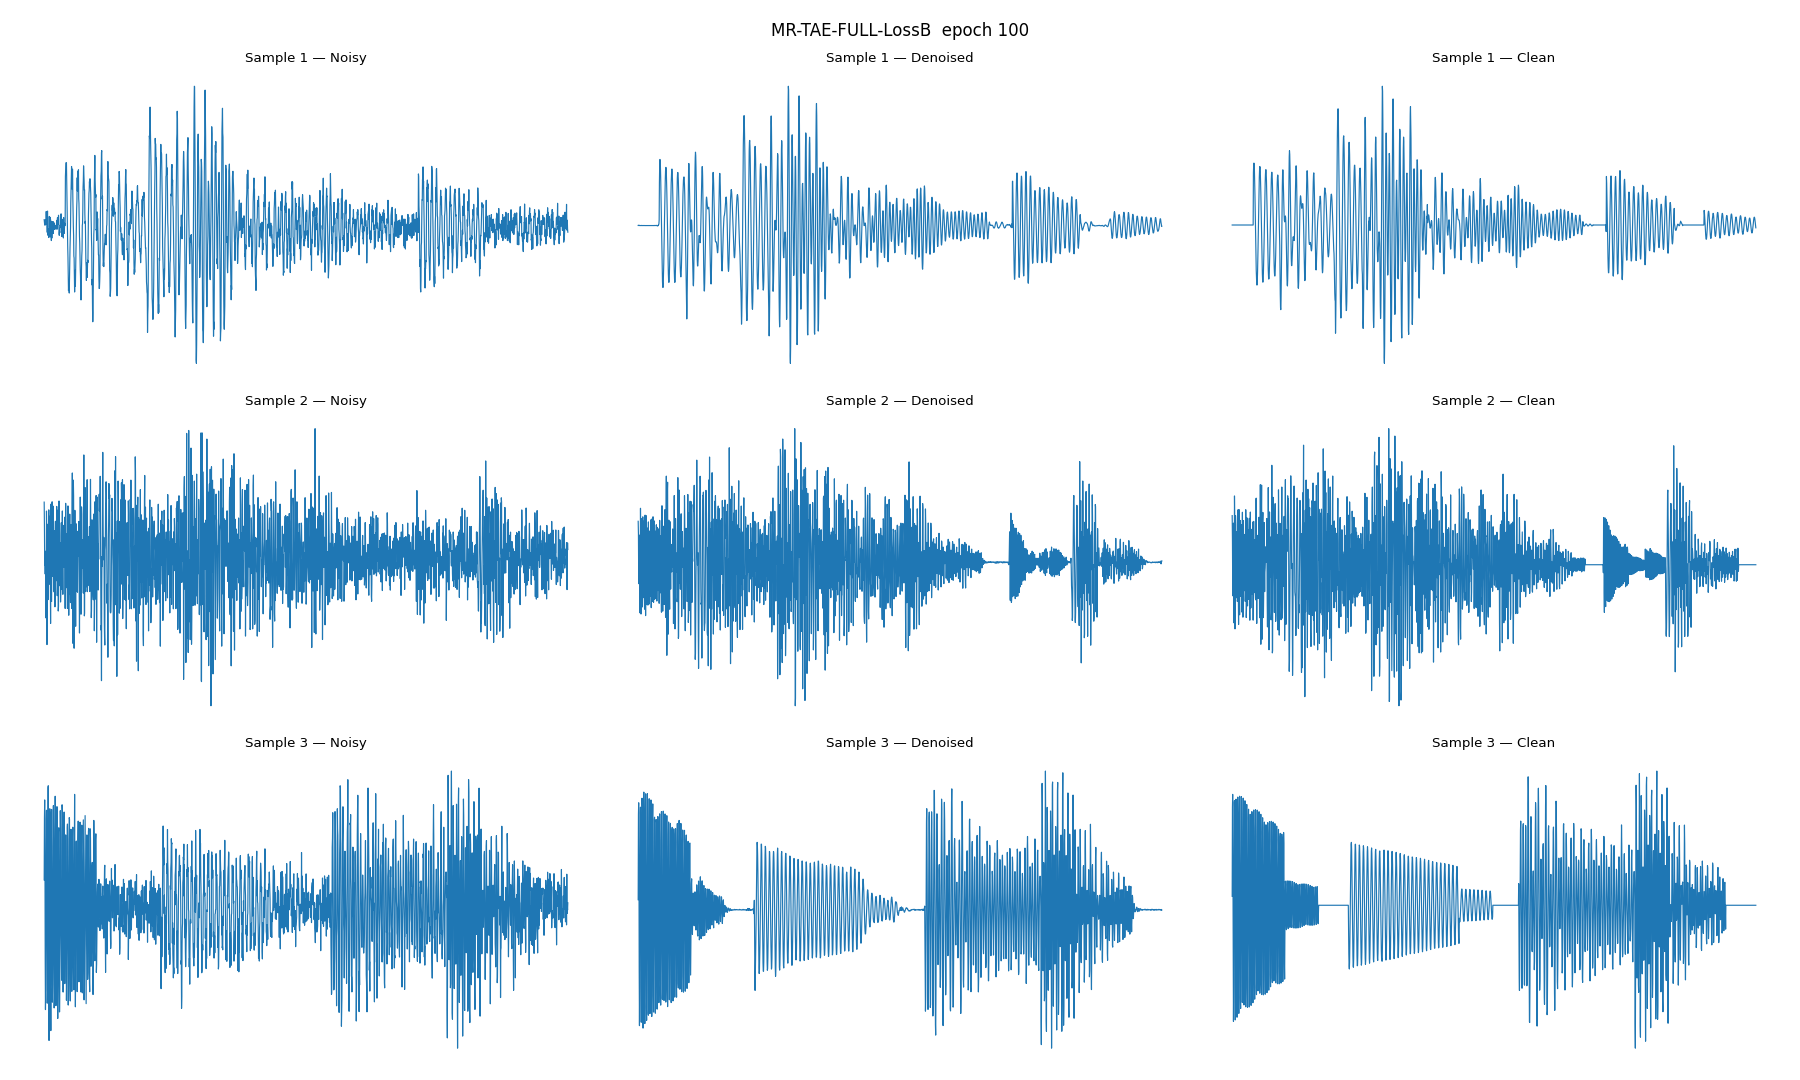 MR-TAE-FULL-LossB  epoch 100
Sample 1 — Noisy
Sample 1 — Denoised
Sample 1 — Clean
Sample 2 — Noisy
Sample 2 — Denoised
Sample 2 — Clean
Sample 3 — Noisy
Sample 3 — Denoised
Sample 3 — Clean